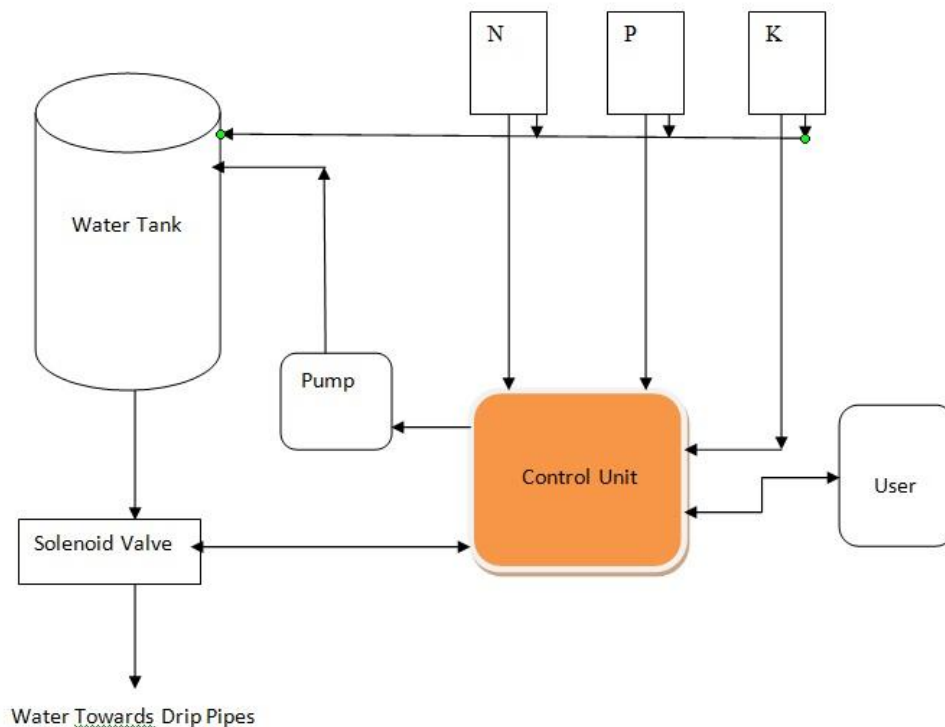 N
P
K
Water Tank
Pump
Control Unit
User
Solenoid Valve
Water Towards Drip Pipes